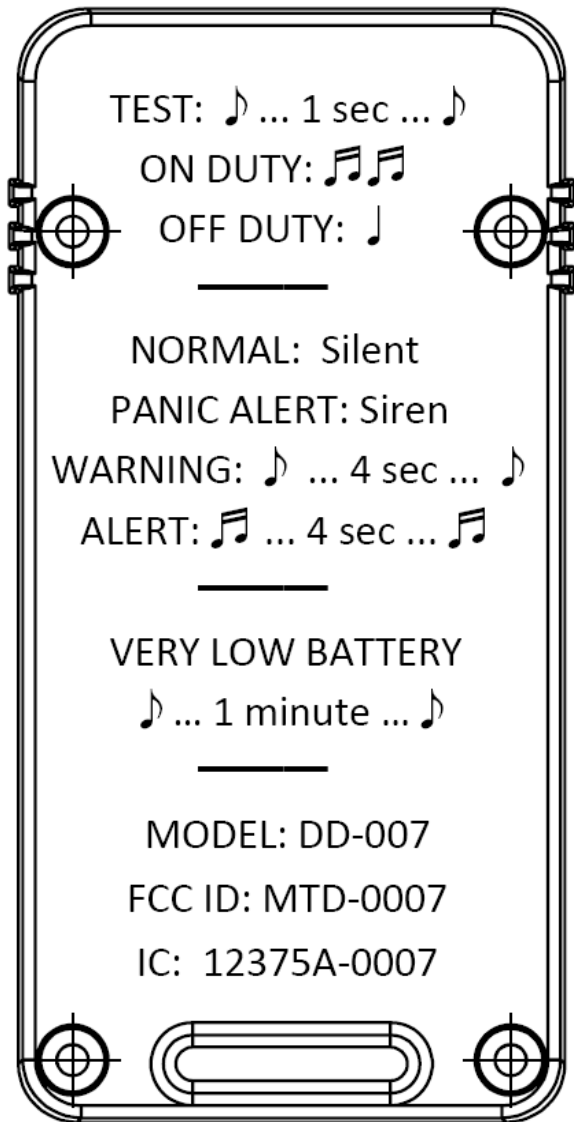 TEST: ♪ ... 1 sec ... ♪
ON DUTY: ♬♬
OFF DUTY: ♩
NORMAL:  Silent
PANIC ALERT: Siren
WARNING: ♪ ... 4 sec ... ♪
ALERT: ♬ ... 4 sec ... ♬
VERY LOW BATTERY
♪ ... 1 minute ... ♪
MODEL: DD-007
FCC ID: MTD-0007
IC:  12375A-0007